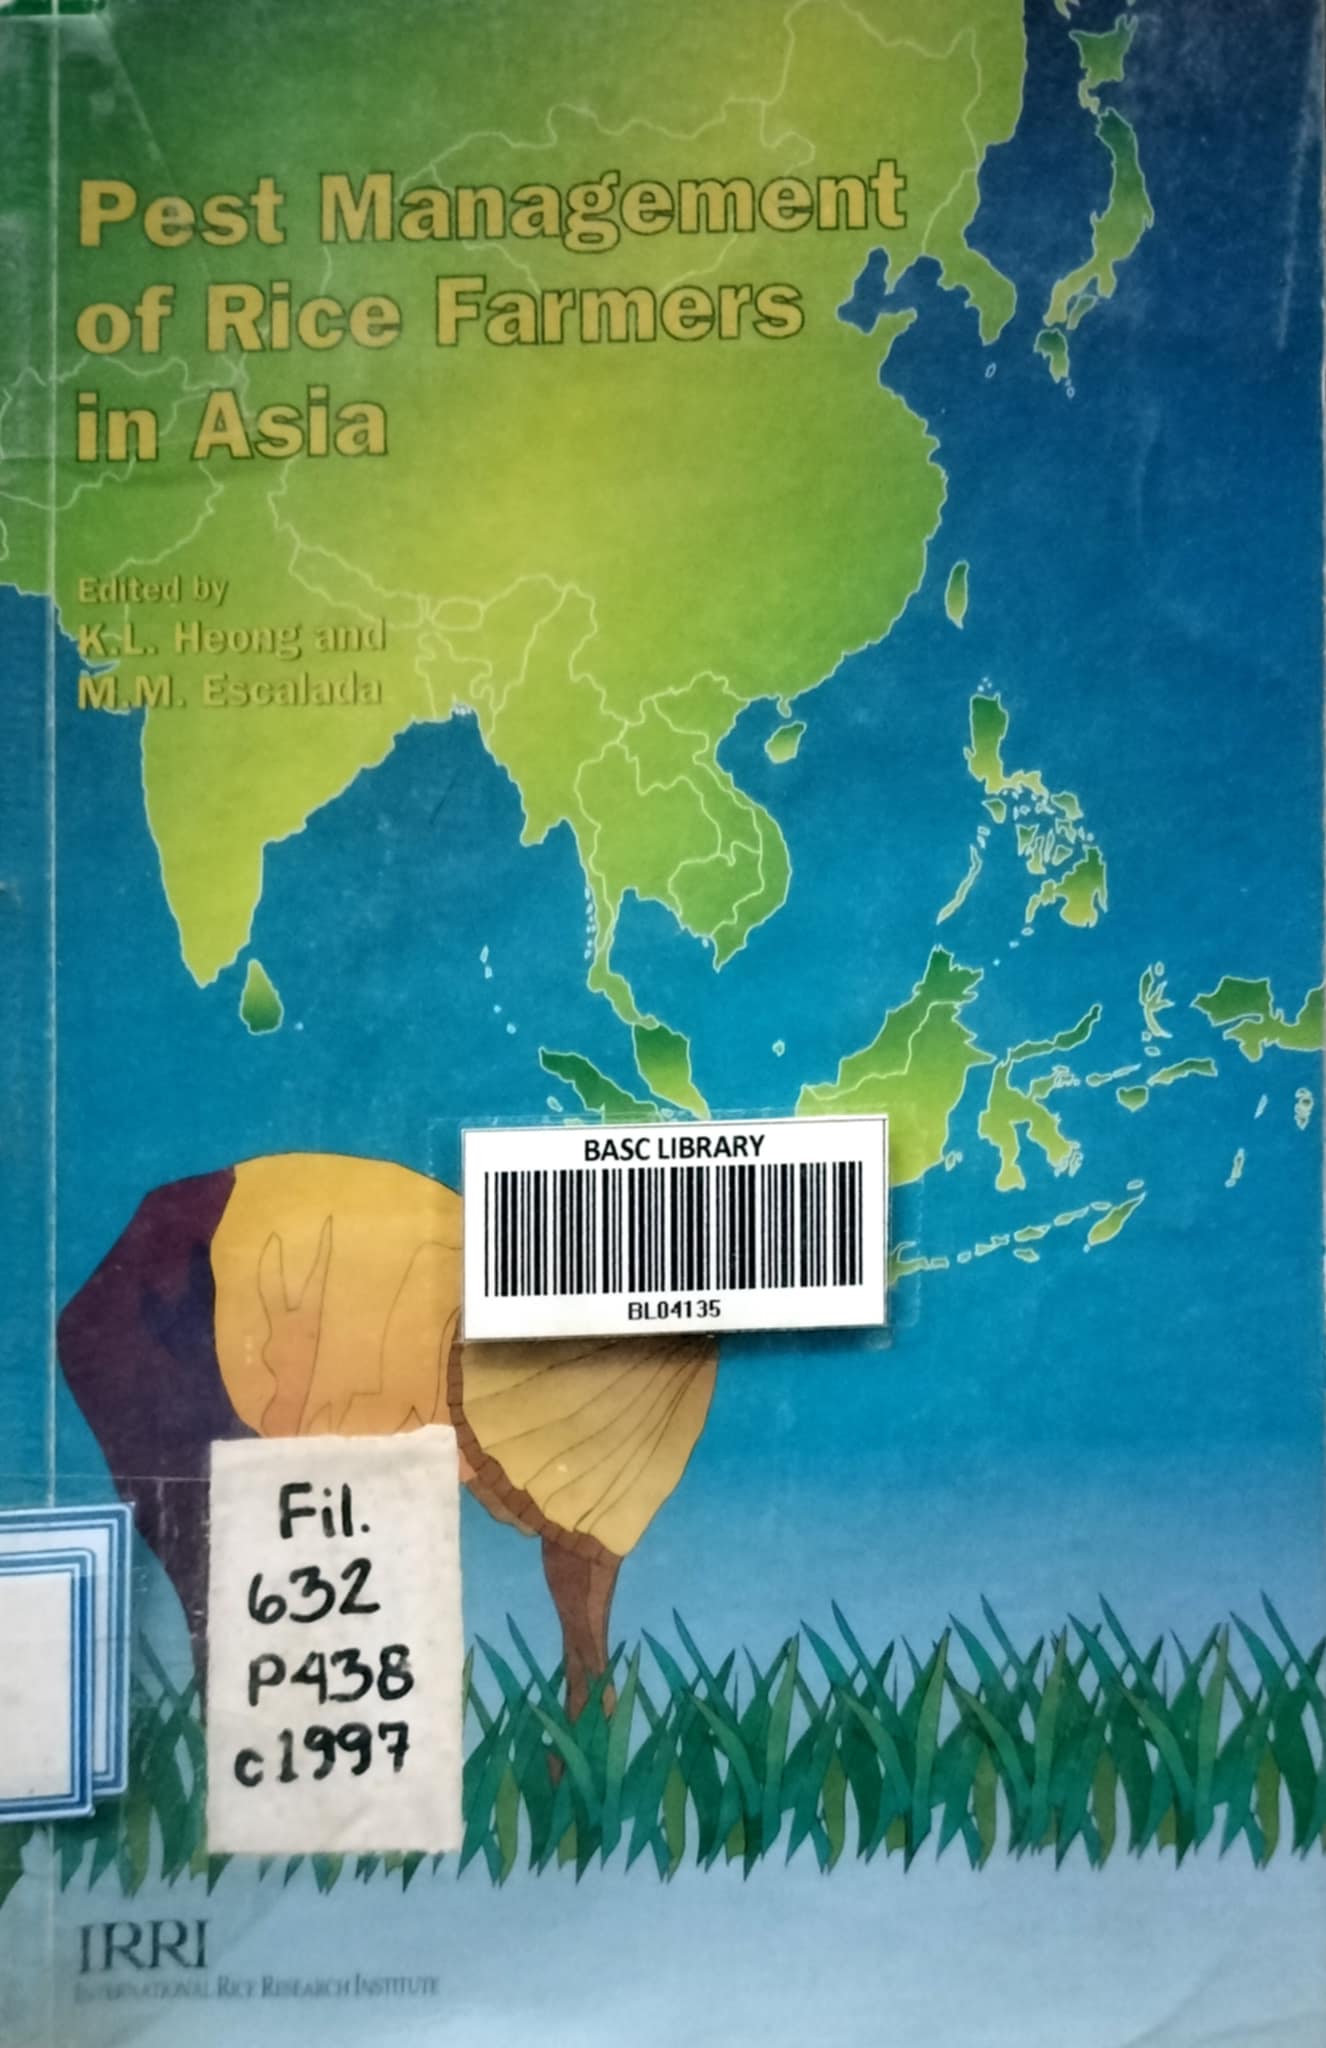 Pest Management
of Rice Farmers
in Asia
Edited by
K.L. Heong and
M.M. Escalada
BASC LIBRARY
BL04135
Fil.
632
P438
c1997
IRRI
INTERNATIONAL RICE RESEARCH INSTITUTE